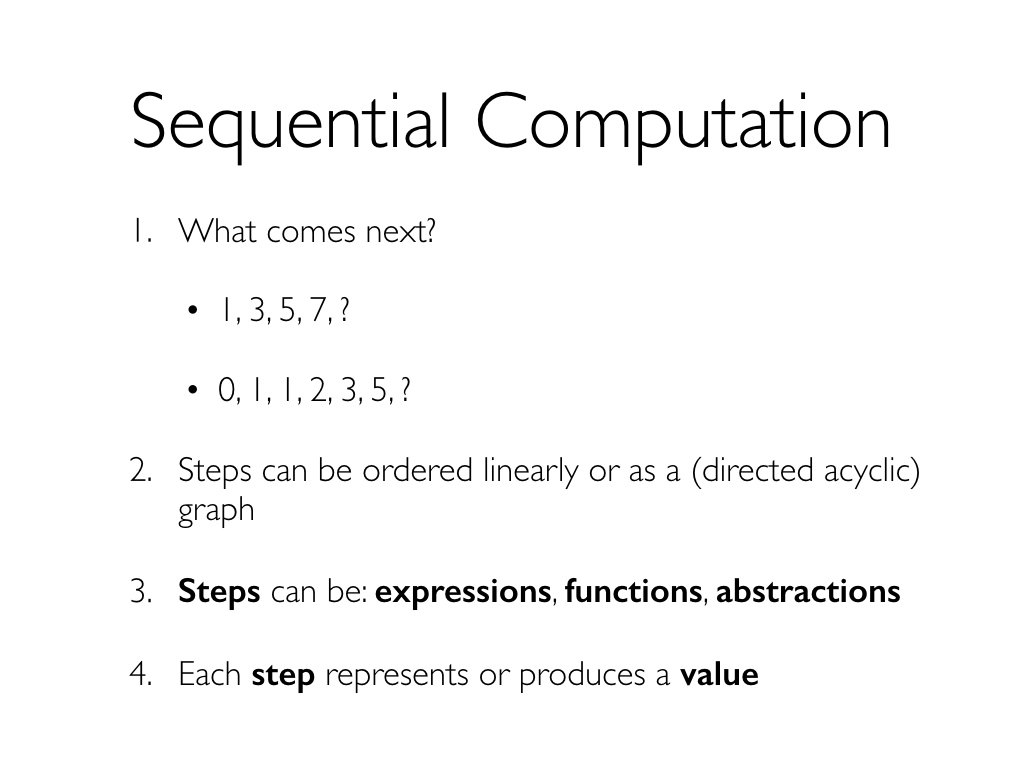 Sequential Computation
1. What comes next?
• 1, 3, 5, 7, ?
• 0, 1, 1, 2, 3, 5, ?
2. Steps can be ordered linearly or as a (directed acyclic)
graph
3. Steps can be: expressions, functions, abstractions
4. Each step represents or produces a value